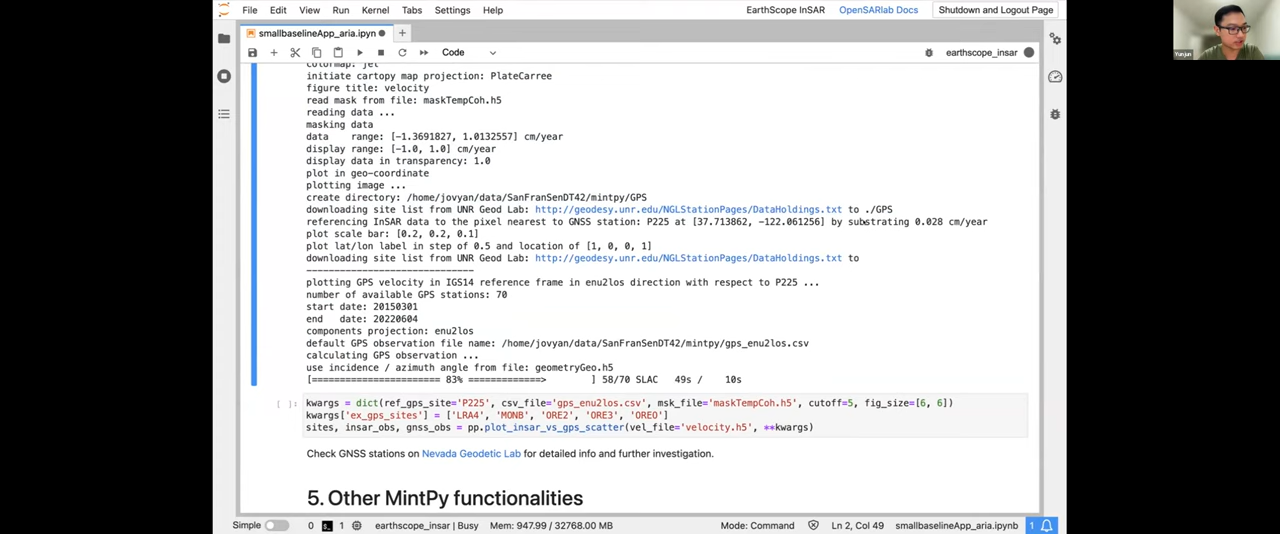 File Edit View Run Kernel Tabs Settings Help EarthScope InSAR OpenSARlab Docs Shutdown and Logout Page
smallbaselineApp_aria.ipyn
Code earthscope_insar
colormap: jet
initiate cartopy map projection: PlateCarree
figure title: velocity
read mask from file: maskTempCoh.h5
reading data ...
masking data
data range: [-1.3691827, 1.0132557] cm/year
display range: [-1.0, 1.0] cm/year
display data in transparency: 1.0
plot in geo-coordinate
plotting image ...
create directory: /home/jovyan/data/SanFranSenDT42/mintpy/GPS
downloading site list from UNR Geod Lab: http://geodesy.unr.edu/NGLStationPages/DataHoldings.txt to ./GPS
referencing InSAR data to the pixel nearest to GNSS station: P225 at [37.713862, -122.061256] by substrating 0.028 cm/year
plot scale bar: [0.2, 0.2, 0.1]
plot lat/lon label in step of 0.5 and location of [1, 0, 0, 1]
downloading site list from UNR Geod Lab: http://geodesy.unr.edu/NGLStationPages/DataHoldings.txt to
------------------------------
plotting GPS velocity in IGS14 reference frame in enu2los direction with respect to P225 ...
number of available GPS stations: 70
start date: 20150301
end date: 20220604
components projection: enu2los
default GPS observation file name: /home/jovyan/data/SanFranSenDT42/mintpy/gps_enu2los.csv
calculating GPS observation ...
use incidence / azimuth angle from file: geometryGeo.h5
[======================= 83% =============> ] 58/70 SLAC 49s / 10s
[ ]: kwargs = dict(ref_gps_site='P225', csv_file='gps_enu2los.csv', msk_file='maskTempCoh.h5', cutoff=5, fig_size=[6, 6])
kwargs['ex_gps_sites'] = ['LRA4', 'MONB', 'ORE2', 'ORE3', 'OREO']
sites, insar_obs, gnss_obs = pp.plot_insar_vs_gps_scatter(vel_file='velocity.h5', **kwargs)
Check GNSS stations on Nevada Geodetic Lab for detailed info and further investigation.
5. Other MintPy functionalities
Simple 0 1 earthscope_insar | Busy Mem: 947.99 / 32768.00 MB Mode: Command Ln 2, Col 49 smallbaselineApp_aria.ipynb 1
Yunjun